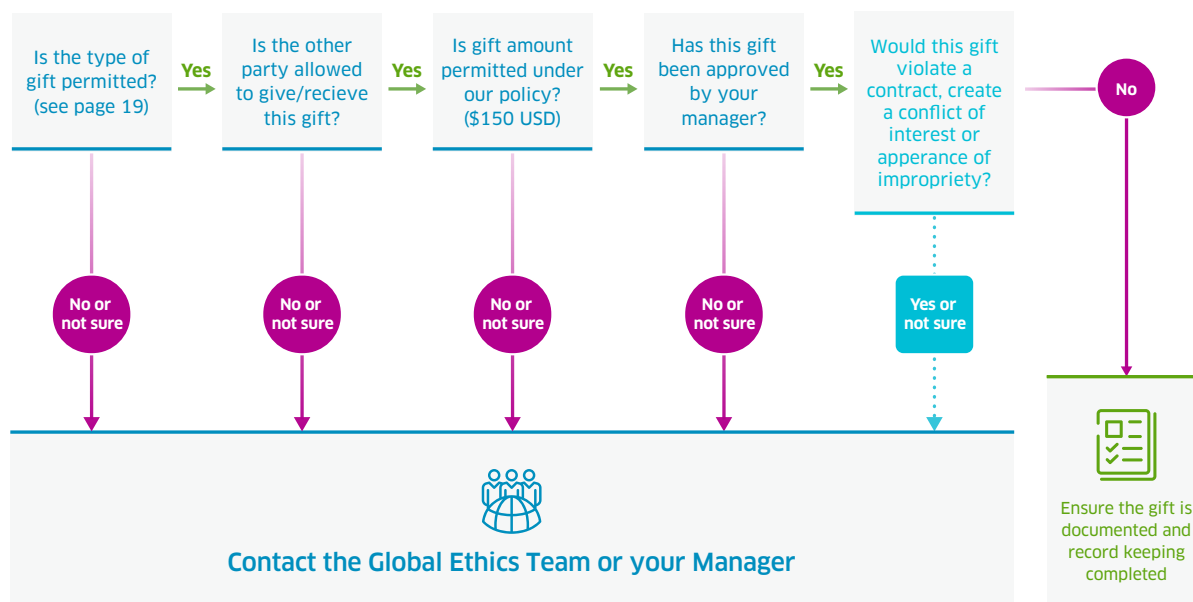 Is the type of
gift permitted?
(see page 19)
Yes
Is the other
party allowed
to give/recieve
this gift?
Yes
Is gift amount
permitted under
our policy?
($150 USD)
Yes
Has this gift
been approved
by your
manager?
Yes
Would this gift
violate a
contract, create
a conflict of
interest or
apperance of
impropriety?
No
No or
not sure
No or
not sure
No or
not sure
No or
not sure
Yes or
not sure
Contact the Global Ethics Team or your Manager
Ensure the gift is
documented and
record keeping
completed